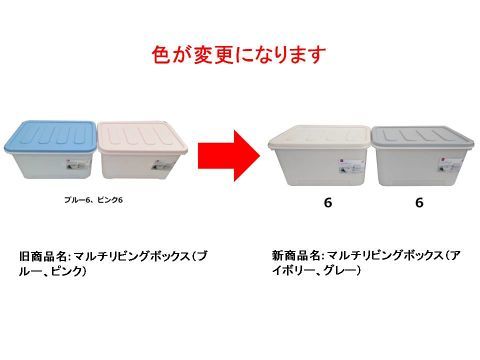 色が変更になります
ブルー6、ピンク6
6
6
旧商品名：マルチリビングボックス（ブ
ルー、ピンク）
新商品名：マルチリビングボックス（ア
イボリー、グレー）